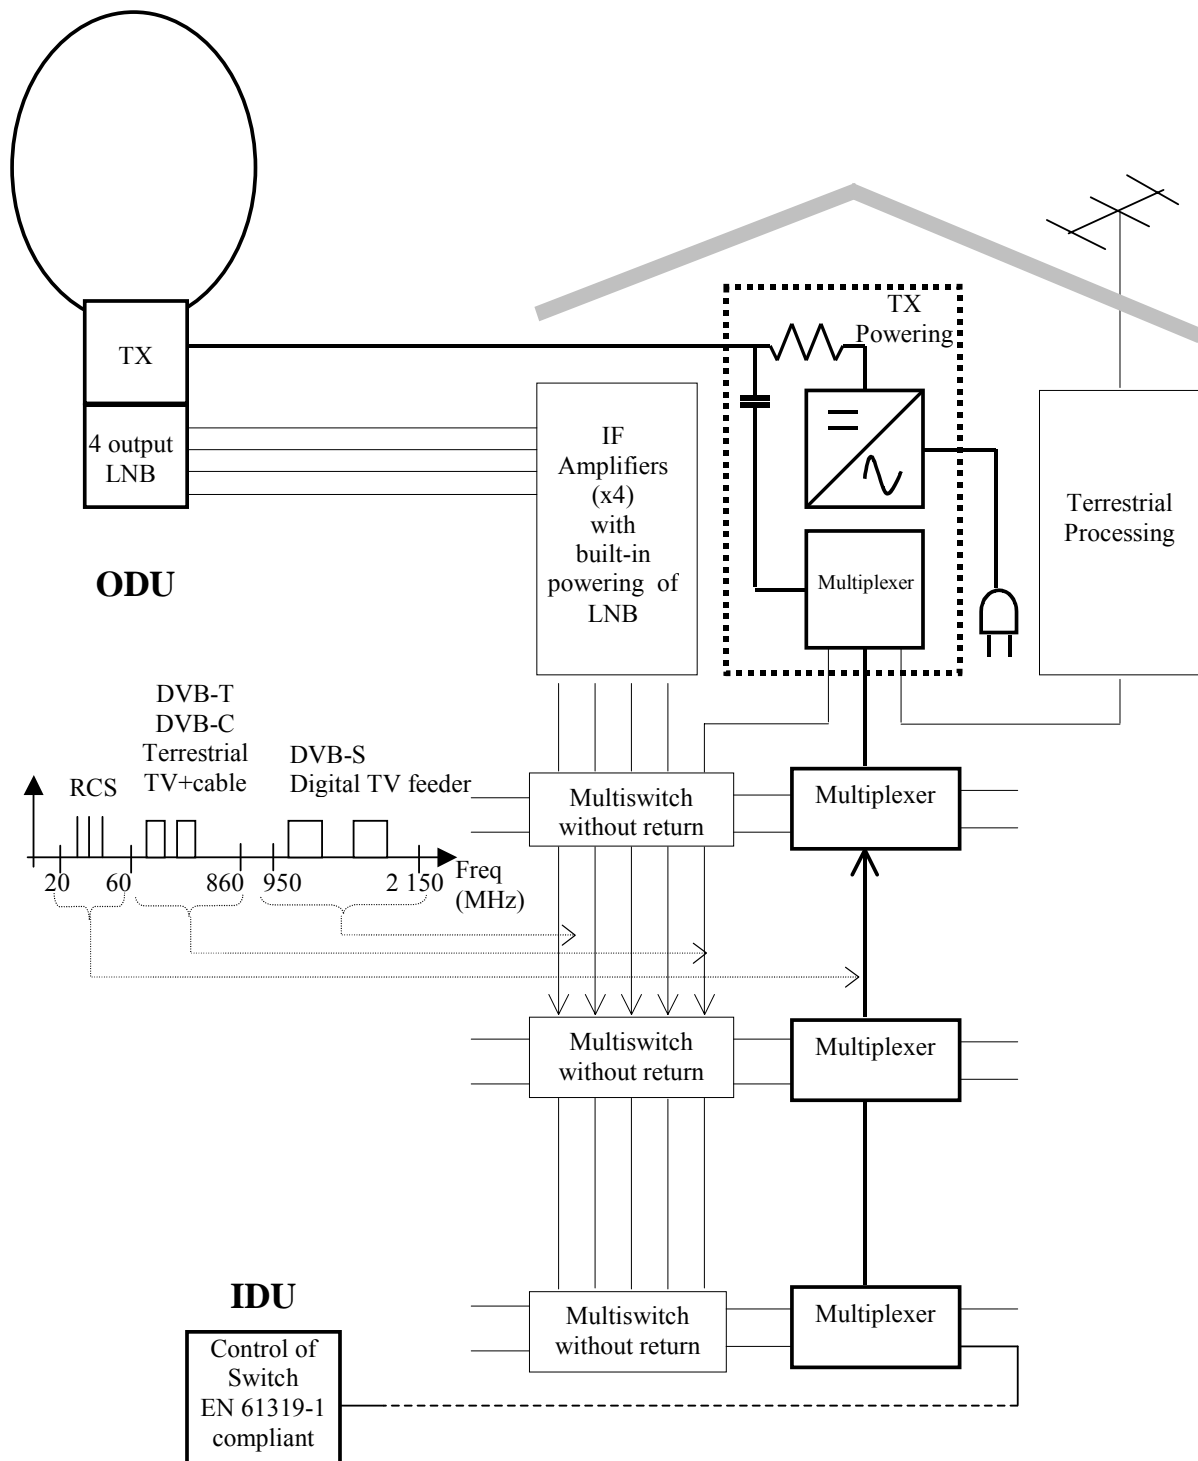 TX
Powering
TX
4 output
LNB
IF
Amplifiers
(x4)
with
built-in
powering of
LNB
Multiplexer
Terrestrial
Processing
ODU
DVB-T
DVB-C
Terrestrial
TV+cable
RCS
DVB-S
Digital TV feeder
20
60
860
950
2 150
Freq
(MHz)
Multiswitch
without return
Multiplexer
Multiswitch
without return
Multiplexer
IDU
Multiswitch
without return
Multiplexer
Control of
Switch
EN 61319-1
compliant